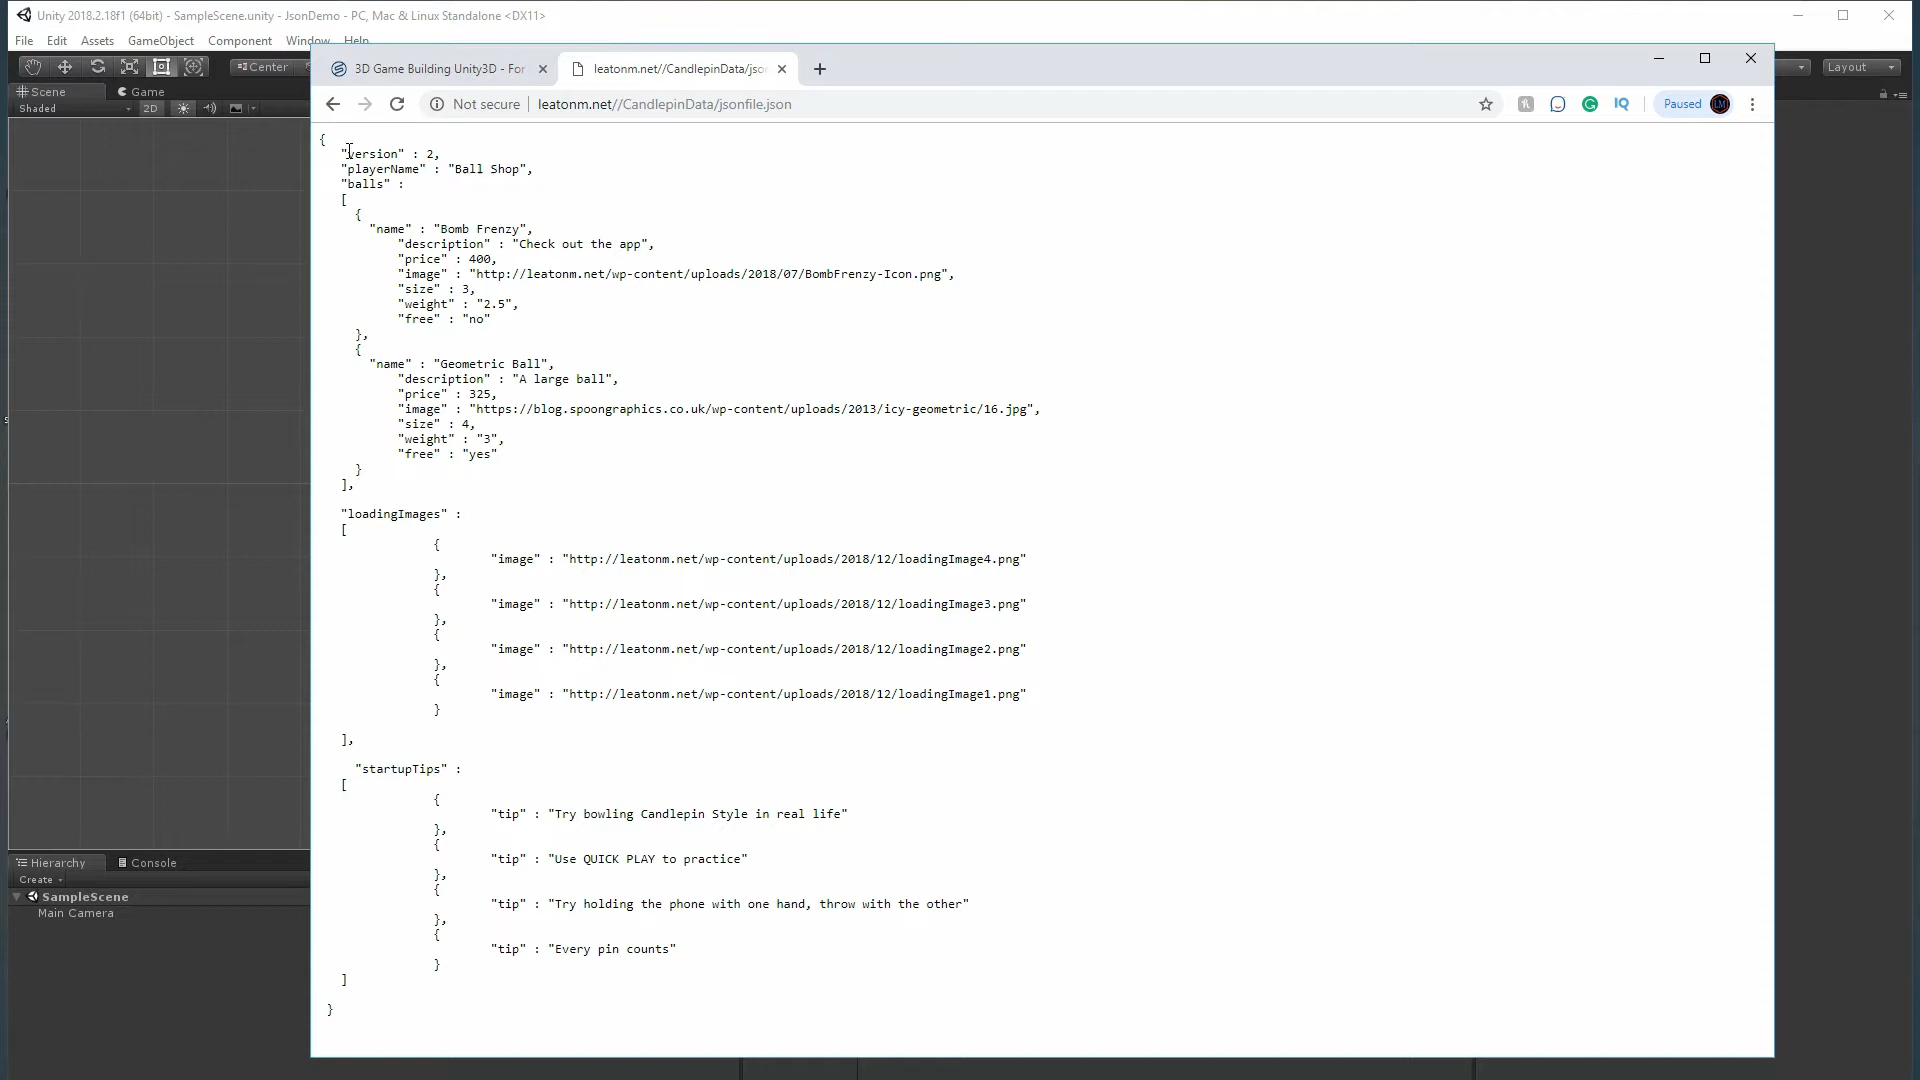 Unity 2018.2.18f1 (64bit) - SampleScene.unity - JsonDemo - PC, Mac & Linux Standalone <DX11>
File Edit Assets GameObject Component Window Help
Center
Layout
Scene
Game
Shaded
2D
3D Game Building Unity3D - For
leatonm.net//CandlepinData/jso
Not secure
leatonm.net//CandlepinData/jsonfile.json
IQ
Paused
LM
{
"version" : 2,
"playerName" : "Ball Shop",
"balls" :
[
{
"name" : "Bomb Frenzy",
"description" : "Check out the app",
"price" : 400,
"image" : "http://leatonm.net/wp-content/uploads/2018/07/BombFrenzy-Icon.png",
"size" : 3,
"weight" : "2.5",
"free" : "no"
},
{
"name" : "Geometric Ball",
"description" : "A large ball",
"price" : 325,
"image" : "https://blog.spoongraphics.co.uk/wp-content/uploads/2013/icy-geometric/16.jpg",
"size" : 4,
"weight" : "3",
"free" : "yes"
}
],
"loadingImages" :
[
{
"image" : "http://leatonm.net/wp-content/uploads/2018/12/loadingImage4.png"
},
{
"image" : "http://leatonm.net/wp-content/uploads/2018/12/loadingImage3.png"
},
{
"image" : "http://leatonm.net/wp-content/uploads/2018/12/loadingImage2.png"
},
{
"image" : "http://leatonm.net/wp-content/uploads/2018/12/loadingImage1.png"
}
],
"startupTips" :
[
{
"tip" : "Try bowling Candlepin Style in real life"
},
{
"tip" : "Use QUICK PLAY to practice"
},
{
"tip" : "Try holding the phone with one hand, throw with the other"
},
{
"tip" : "Every pin counts"
}
]
}
Hierarchy
Console
Create
SampleScene
Main Camera